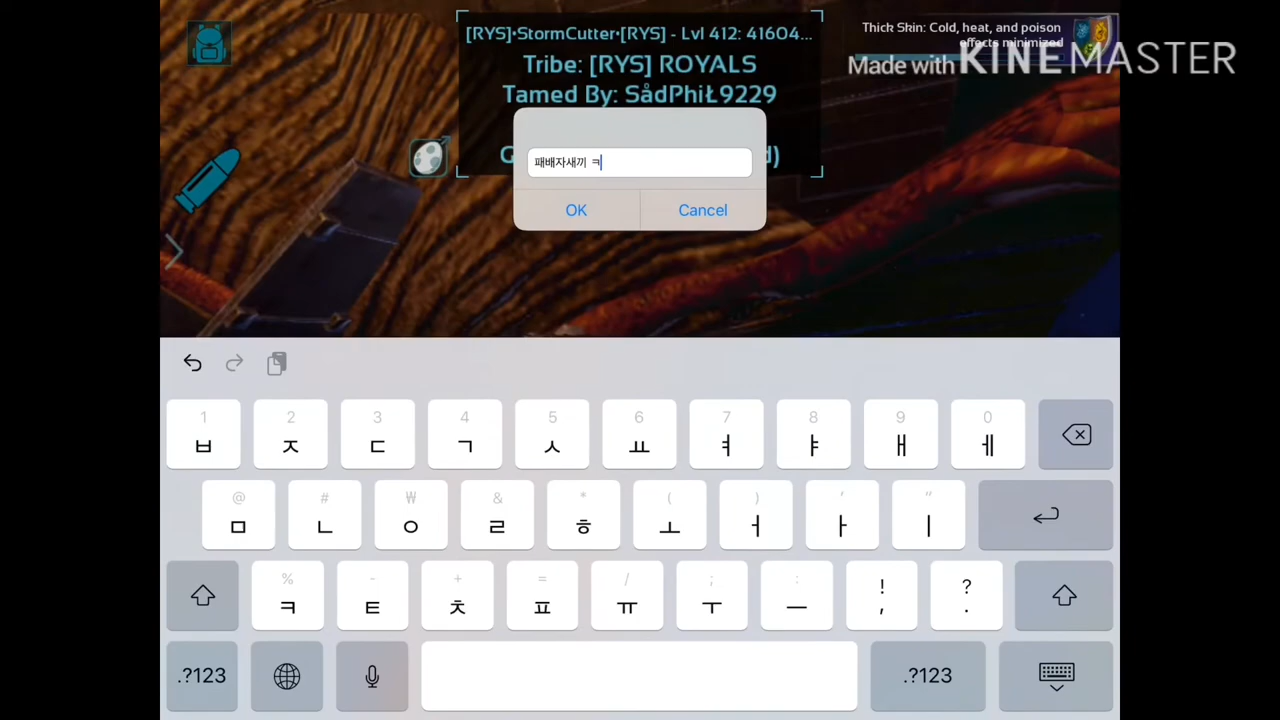 [RYS]•StormCutter•[RYS] - Lvl 412: 41604...
Tribe: [RYS] ROYALS
Tamed By: SådPhiŁ9229
G d)
Thick Skin: Cold, heat, and poison
effects minimized
Made with KINEMASTER
패배자새끼 ㅋ
OK Cancel
1 2 3 4 5 6 7 8 9 0
ㅂ ㅈ ㄷ ㄱ ㅅ ㅛ ㅕ ㅑ ㅐ ㅔ
@ # ₩ & * ( ) ' "
ㅁ ㄴ ㅇ ㄹ ㅎ ㅗ ㅓ ㅏ ㅣ
% - + = / ; : ! ?
ㅋ ㅌ ㅊ ㅍ ㅠ ㅜ ㅡ , .
.?123 .?123